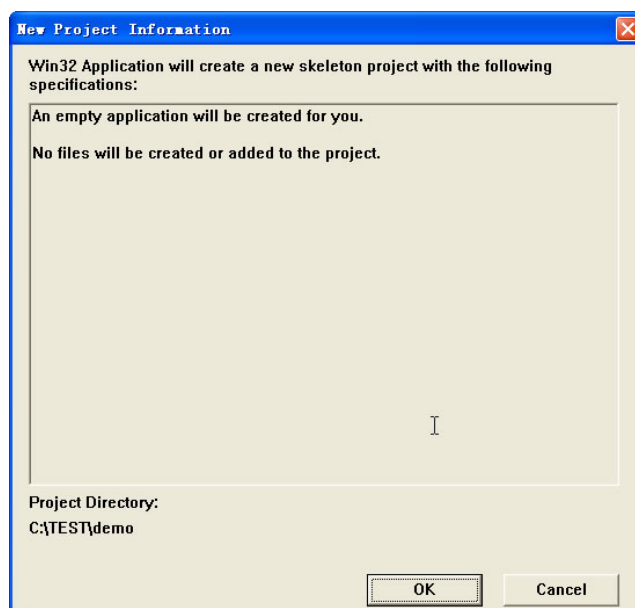 New Project Information
Win32 Application will create a new skeleton project with the following
specifications:
An empty application will be created for you.
No files will be created or added to the project.
Project Directory:
C:\TEST\demo
OK
Cancel